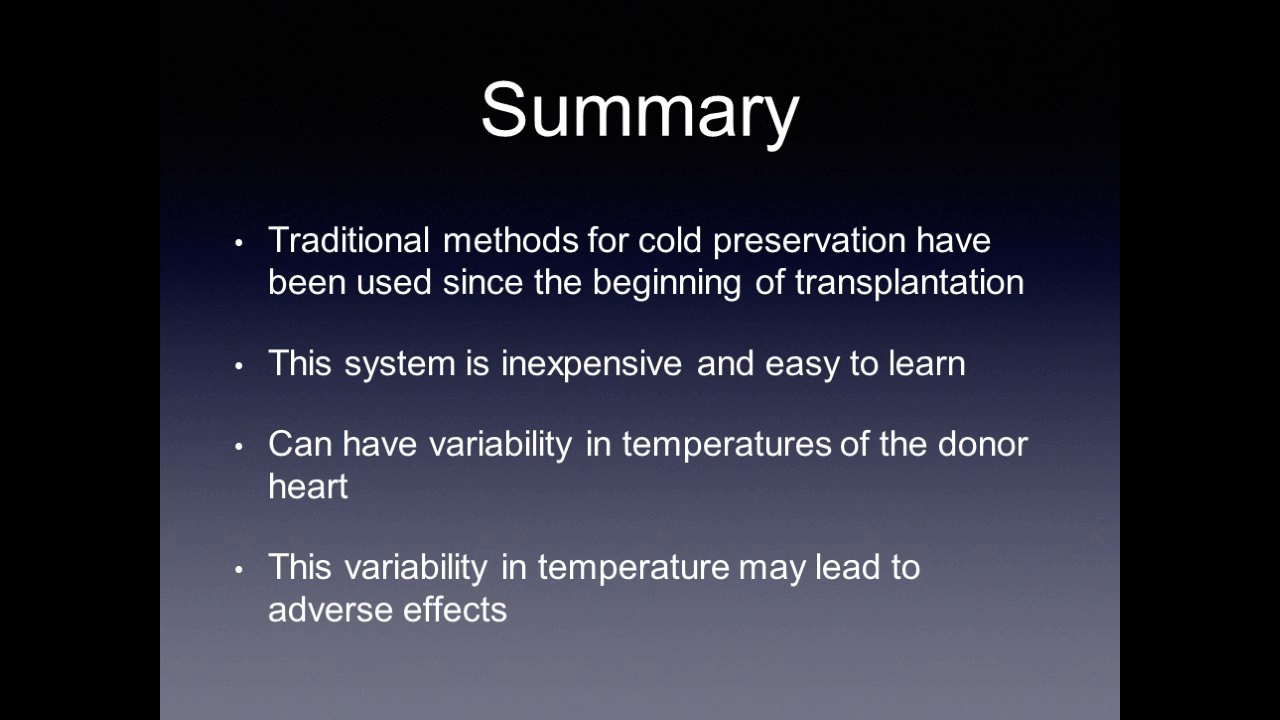 Summary
• Traditional methods for cold preservation have
been used since the beginning of transplantation
• This system is inexpensive and easy to learn
• Can have variability in temperatures of the donor
heart
• This variability in temperature may lead to
adverse effects